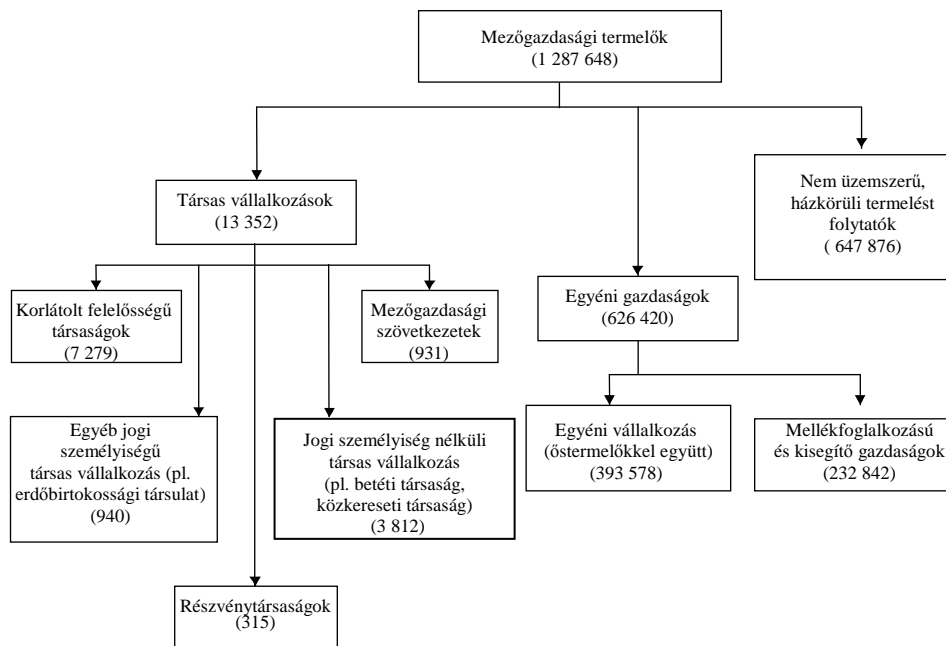 Mezőgazdasági termelők
(1 287 648)
Társas vállalkozások
(13 352)
Nem üzemszerű,
házkörüli termelést
folytatók
( 647 876)
Egyéni gazdaságok
(626 420)
Korlátolt felelősségű
társaságok
(7 279)
Mezőgazdasági
szövetkezetek
(931)
Egyéb jogi
személyiségű
társas vállalkozás (pl.
erdőbirtokossági társulat)
(940)
Jogi személyiség nélküli
társas vállalkozás
(pl. betéti társaság,
közkereseti társaság)
(3 812)
Egyéni vállalkozás
(őstermelőkkel együtt)
(393 578)
Mellékfoglalkozású
és kisegítő gazdaságok
(232 842)
Részvénytársaságok
(315)